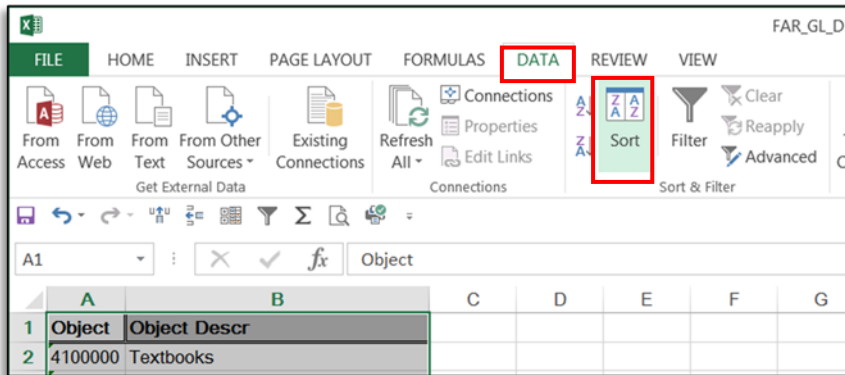 FAR_GL_D
FILE HOME INSERT PAGE LAYOUT FORMULAS DATA REVIEW VIEW
From Access
From Web
From Text
From Other Sources
Existing Connections
Refresh All
Connections
Properties
Edit Links
Sort
Filter
Clear
Reapply
Advanced
Get External Data Connections Sort & Filter
A1 fx Object
A B C D E F G
1 Object Object Descr
2 4100000 Textbooks